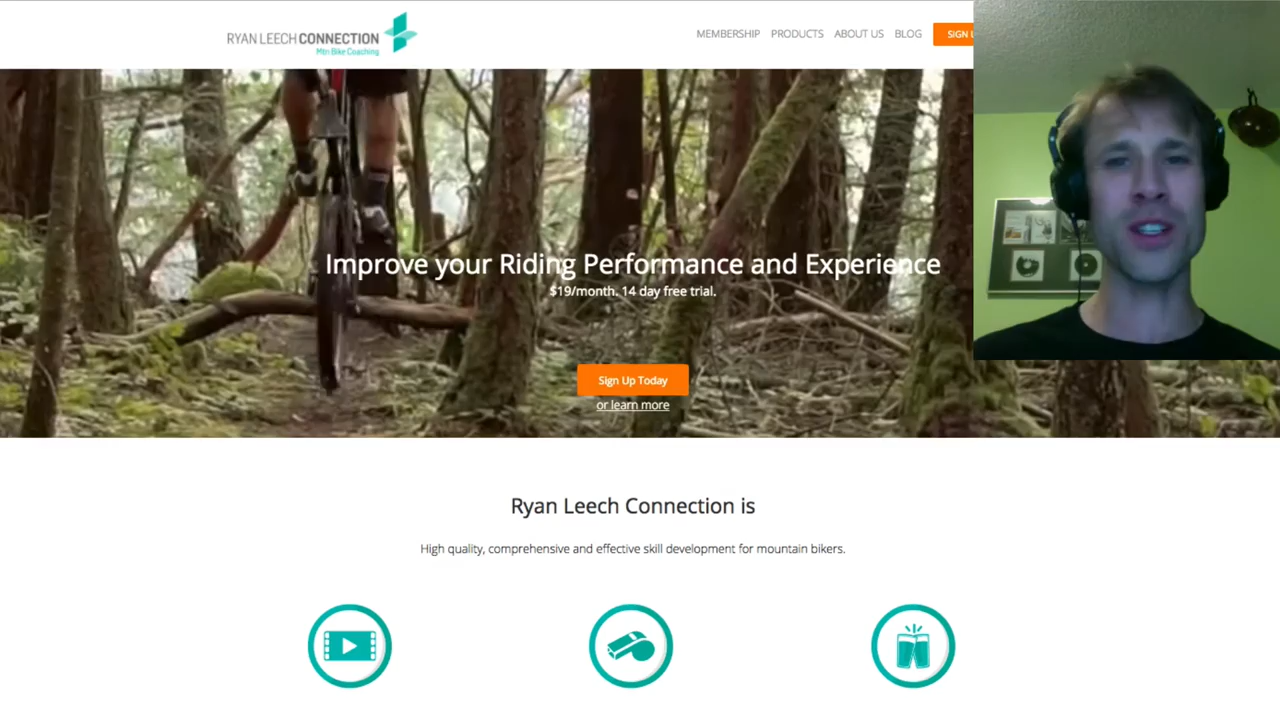 RYAN LEECH CONNECTION
Mtn Bike Coaching
MEMBERSHIP PRODUCTS ABOUT US BLOG SIGN U
Improve your Riding Performance and Experience
$19/month. 14 day free trial.
Sign Up Today
or learn more
Ryan Leech Connection is
High quality, comprehensive and effective skill development for mountain bikers.